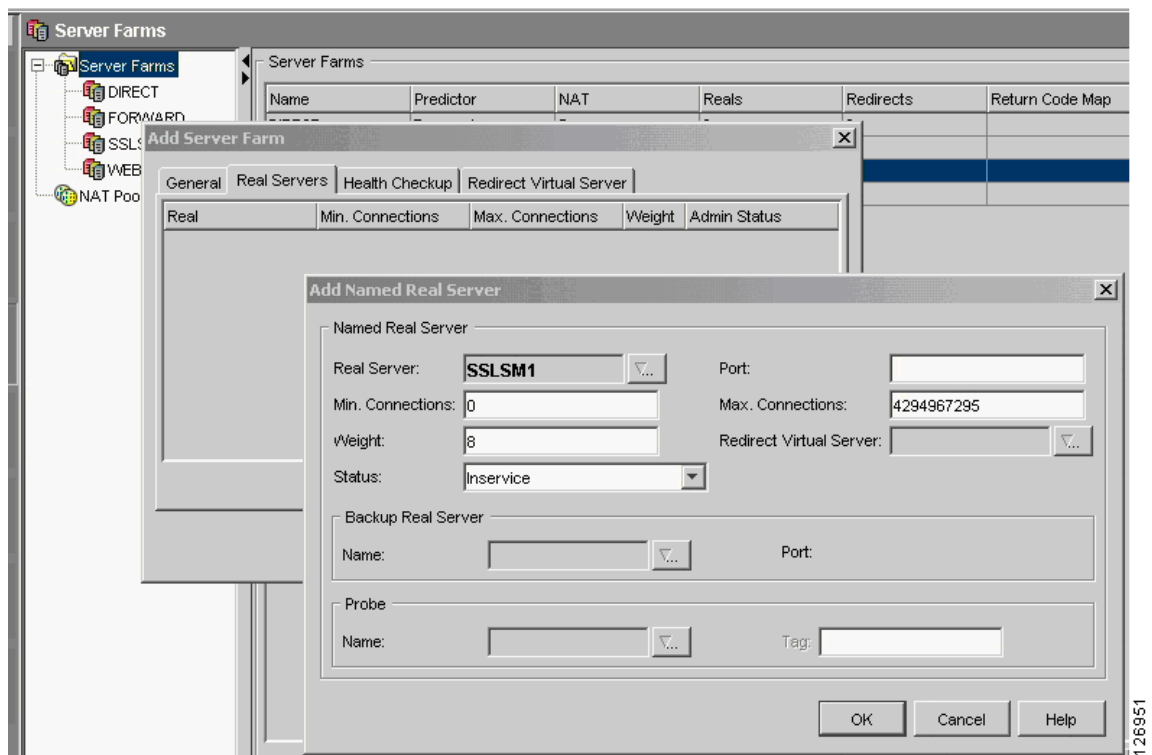 Server Farms
Server Farms
DIRECT
FORWARD
SSLS
WEB
NAT Poo
Server Farms
Name Predictor NAT Reals Redirects Return Code Map
Add Server Farm
General Real Servers Health Checkup Redirect Virtual Server
Real Min. Connections Max. Connections Weight Admin Status
Add Named Real Server
Named Real Server
Real Server: SSLSM1 Port:
Min. Connections: 0 Max. Connections: 4294967295
Weight: 8 Redirect Virtual Server:
Status: Inservice
Backup Real Server
Name: Port:
Probe
Name: Tag:
OK Cancel Help
126951